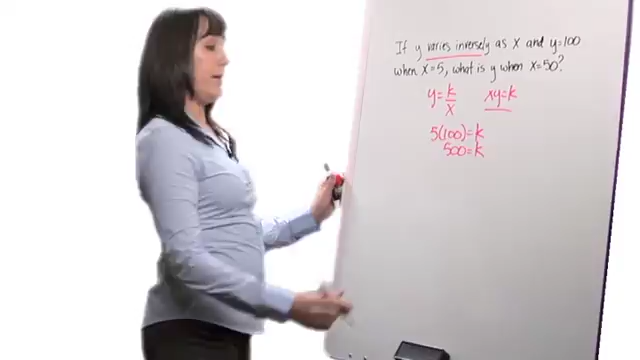 If y varies inversely as x and y=100
when x=5, what is y when x=50?
y=k/x xy=k
5(100)=k
500=k